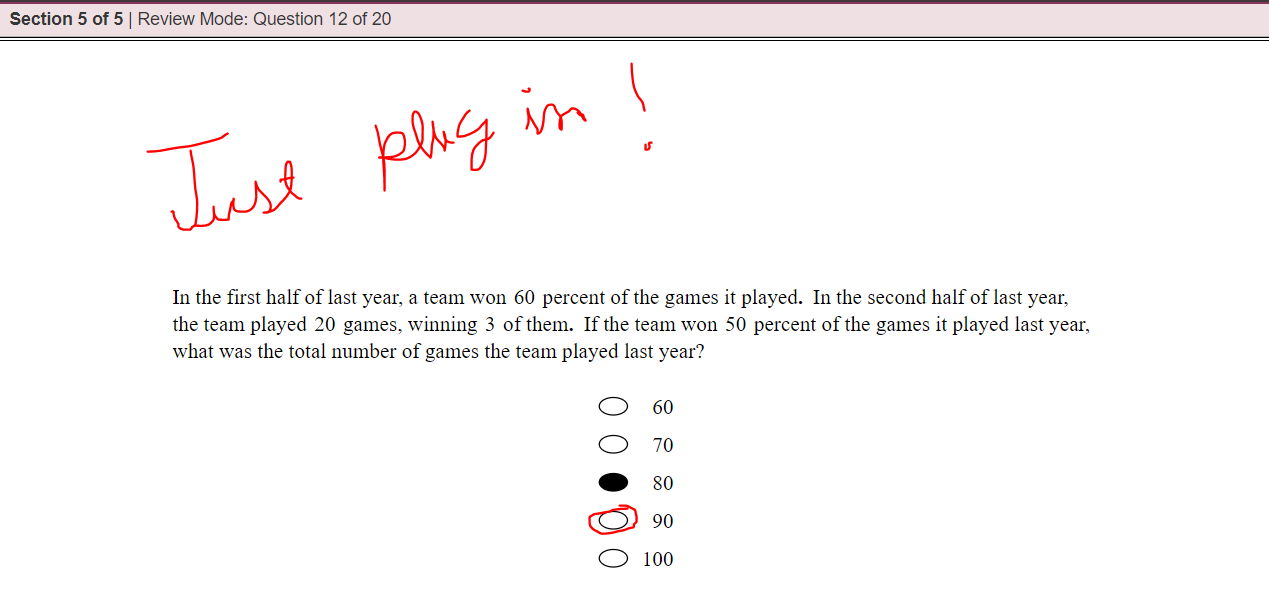 Section 5 of 5 | Review Mode: Question 12 of 20
Just plug in!
In the first half of last year, a team won 60 percent of the games it played. In the second half of last year,
the team played 20 games, winning 3 of them. If the team won 50 percent of the games it played last year,
what was the total number of games the team played last year?
60
70
80
90
100